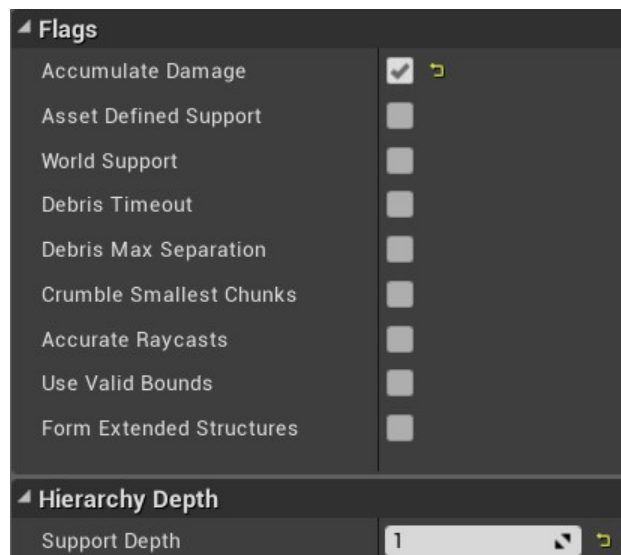 Flags
Accumulate Damage
Asset Defined Support
World Support
Debris Timeout
Debris Max Separation
Crumble Smallest Chunks
Accurate Raycasts
Use Valid Bounds
Form Extended Structures
Hierarchy Depth
Support Depth 1